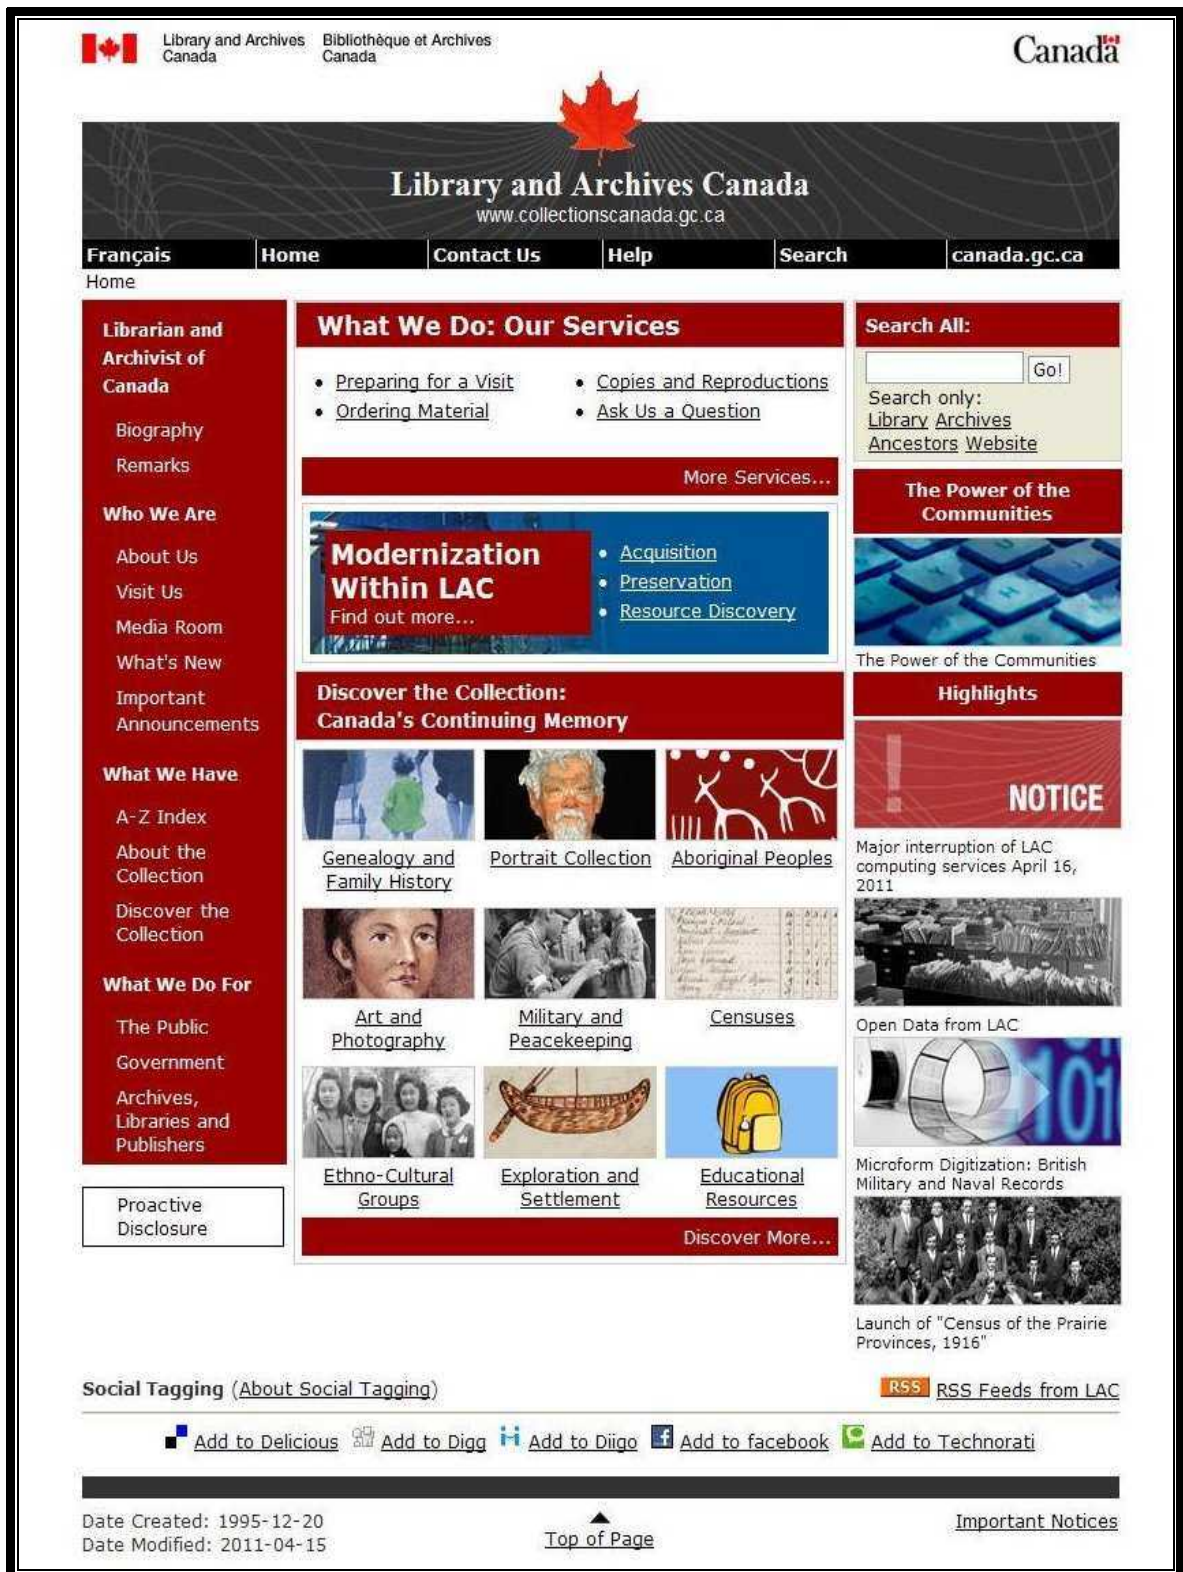 Library and Archives Canada
Bibliothèque et Archives Canada
Canada
Library and Archives Canada
www.collectionscanada.gc.ca
Français
Home
Contact Us
Help
Search
canada.gc.ca
Home
Librarian and
Archivist of
Canada
Biography
Remarks
Who We Are
About Us
Visit Us
Media Room
What's New
Important
Announcements
What We Have
A-Z Index
About the
Collection
Discover the
Collection
What We Do For
The Public
Government
Archives,
Libraries and
Publishers
Proactive
Disclosure
What We Do: Our Services
Preparing for a Visit
Ordering Material
Copies and Reproductions
Ask Us a Question
More Services...
Modernization
Within LAC
Find out more...
Acquisition
Preservation
Resource Discovery
Discover the Collection:
Canada's Continuing Memory
Genealogy and
Family History
Portrait Collection
Aboriginal Peoples
Art and
Photography
Military and
Peacekeeping
Censuses
Ethno-Cultural
Groups
Exploration and
Settlement
Educational
Resources
Discover More...
Search All:
Go!
Search only:
Library Archives
Ancestors Website
The Power of the
Communities
The Power of the Communities
Highlights
! NOTICE
Major interruption of LAC
computing services April 16,
2011
Open Data from LAC
101
Microform Digitization: British
Military and Naval Records
Launch of "Census of the Prairie
Provinces, 1916"
Social Tagging (About Social Tagging)
RSS RSS Feeds from LAC
Add to Delicious Add to Digg Add to Diigo Add to facebook Add to Technorati
Date Created: 1995-12-20
Date Modified: 2011-04-15
Top of Page
Important Notices